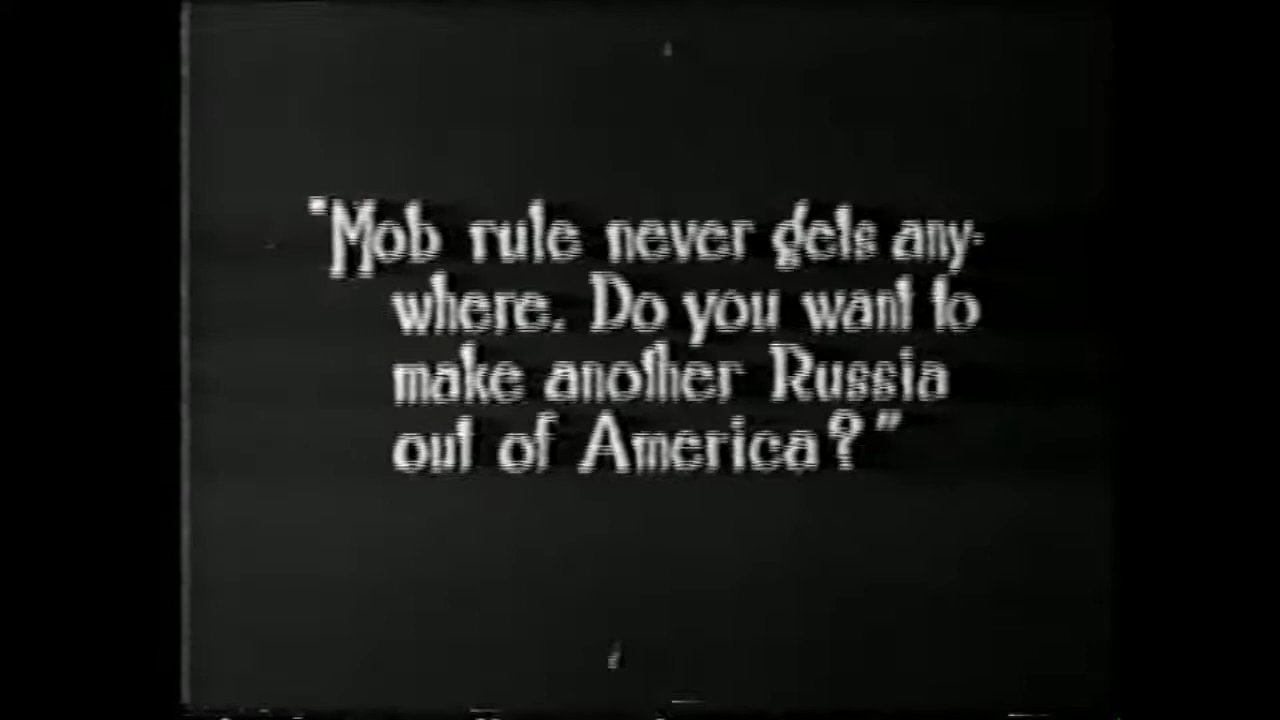 "Mob rule never gets any-
where. Do you want to
make another Russia
out of America?"